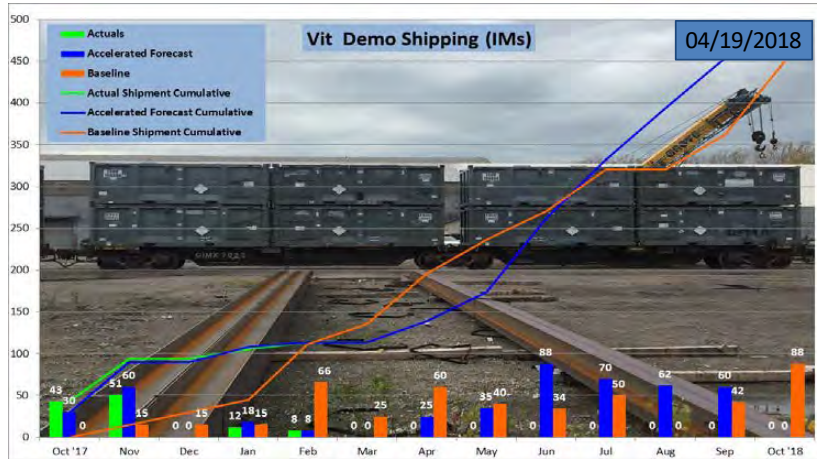 Vit Demo Shipping (IMs)
04/19/2018
Actuals
Accelerated Forecast
Baseline
Actual Shipment Cumulative
Accelerated Forecast Cumulative
Baseline Shipment Cumulative
500
450
400
350
300
250
200
150
100
50
0
43 30 0
51 60 15
0 0 15
12 18 15
8 8 66
0 0 25
0 25 60
0 35 40
0 88 34
0 70 50
0 62 0
0 60 42
0 0 88
Oct '17 Nov Dec Jan Feb Mar Apr May Jun Jul Aug Sep Oct '18